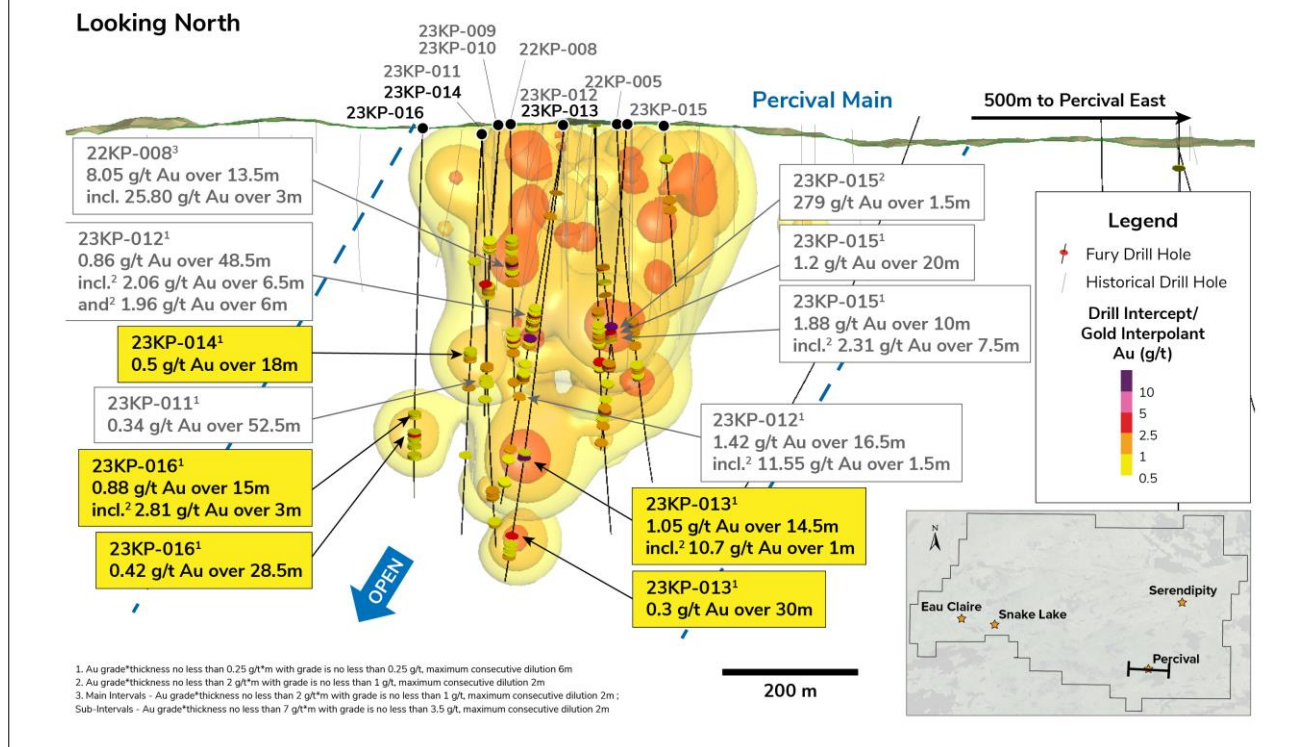 Looking North
23KP-009
23KP-010
22KP-008
23KP-011
23KP-014
23KP-016
23KP-012
23KP-013
22KP-005
23KP-015
Percival Main
500m to Percival East
22KP-008³
8.05 g/t Au over 13.5m
incl. 25.80 g/t Au over 3m
23KP-012¹
0.86 g/t Au over 48.5m
incl.² 2.06 g/t Au over 6.5m
and² 1.96 g/t Au over 6m
23KP-014¹
0.5 g/t Au over 18m
23KP-011¹
0.34 g/t Au over 52.5m
23KP-016¹
0.88 g/t Au over 15m
incl.² 2.81 g/t Au over 3m
23KP-016¹
0.42 g/t Au over 28.5m
OPEN
23KP-015²
279 g/t Au over 1.5m
23KP-015¹
1.2 g/t Au over 20m
23KP-015¹
1.88 g/t Au over 10m
incl.² 2.31 g/t Au over 7.5m
23KP-012¹
1.42 g/t Au over 16.5m
incl.² 11.55 g/t Au over 1.5m
23KP-013¹
1.05 g/t Au over 14.5m
incl.² 10.7 g/t Au over 1m
23KP-013¹
0.3 g/t Au over 30m
Legend
Fury Drill Hole
Historical Drill Hole
Drill Intercept/
Gold Interpolant
Au (g/t)
10
5
2.5
1
0.5
N
Eau Claire
Snake Lake
Serendipity
Percival
200 m
1. Au grade*thickness no less than 0.25 g/t*m with grade is no less than 0.25 g/t, maximum consecutive dilution 6m
2. Au grade*thickness no less than 2 g/t*m with grade is no less than 1 g/t, maximum consecutive dilution 2m
3. Main Intervals - Au grade*thickness no less than 2 g/t*m with grade is no less than 1 g/t, maximum consecutive dilution 2m ;
Sub-Intervals - Au grade*thickness no less than 7 g/t*m with grade is no less than 3.5 g/t, maximum consecutive dilution 2m